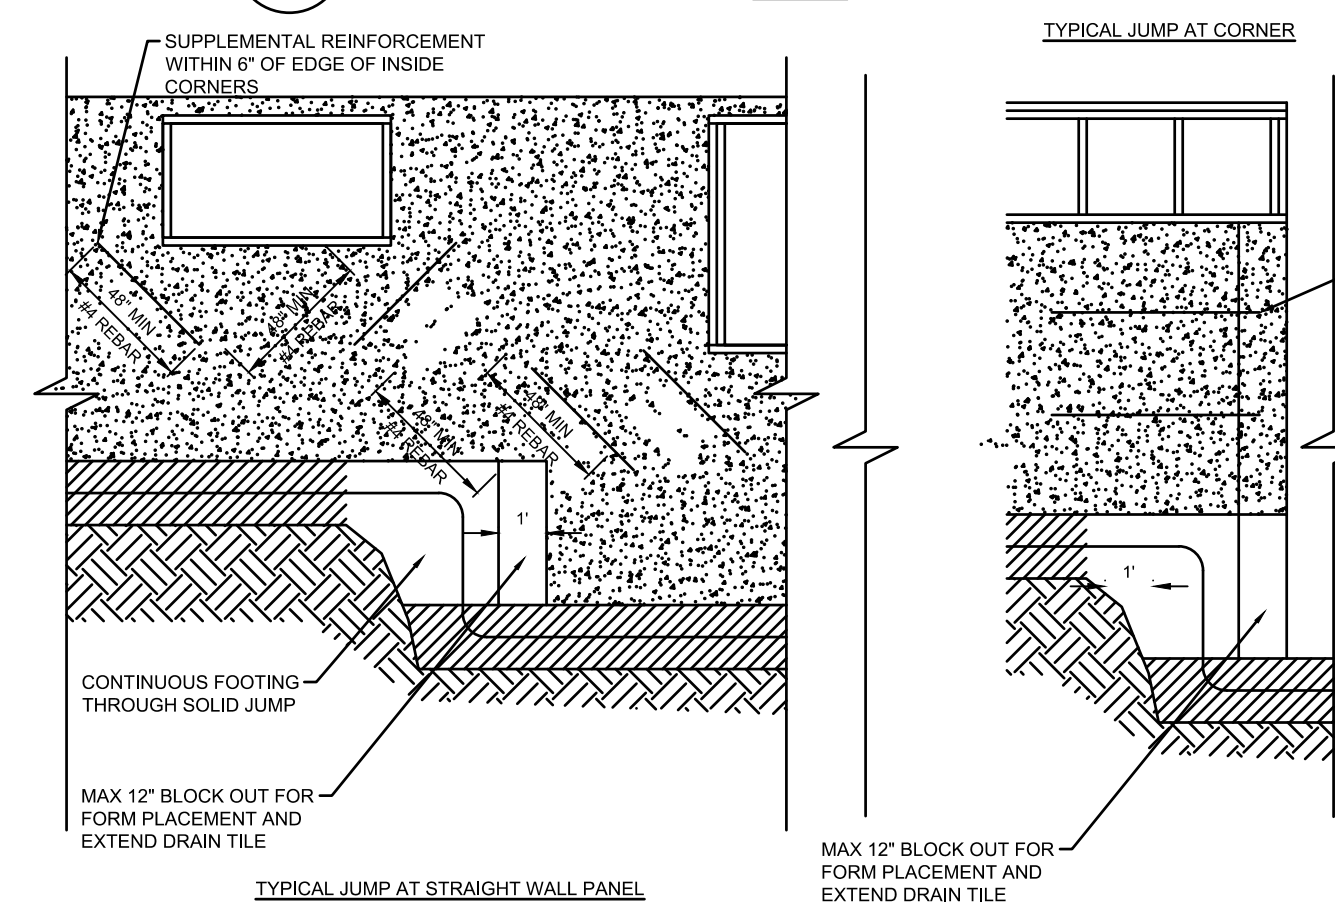 TYPICAL JUMP AT CORNER
SUPPLEMENTAL REINFORCEMENT
WITHIN 6" OF EDGE OF INSIDE
CORNERS
48" MIN
#4 REBAR
48" MIN
#4 REBAR
48" MIN
#4 REBAR
48" MIN
#4 REBAR
1'
1'
CONTINUOUS FOOTING
THROUGH SOLID JUMP
MAX 12" BLOCK OUT FOR
FORM PLACEMENT AND
EXTEND DRAIN TILE
MAX 12" BLOCK OUT FOR
FORM PLACEMENT AND
EXTEND DRAIN TILE
TYPICAL JUMP AT STRAIGHT WALL PANEL